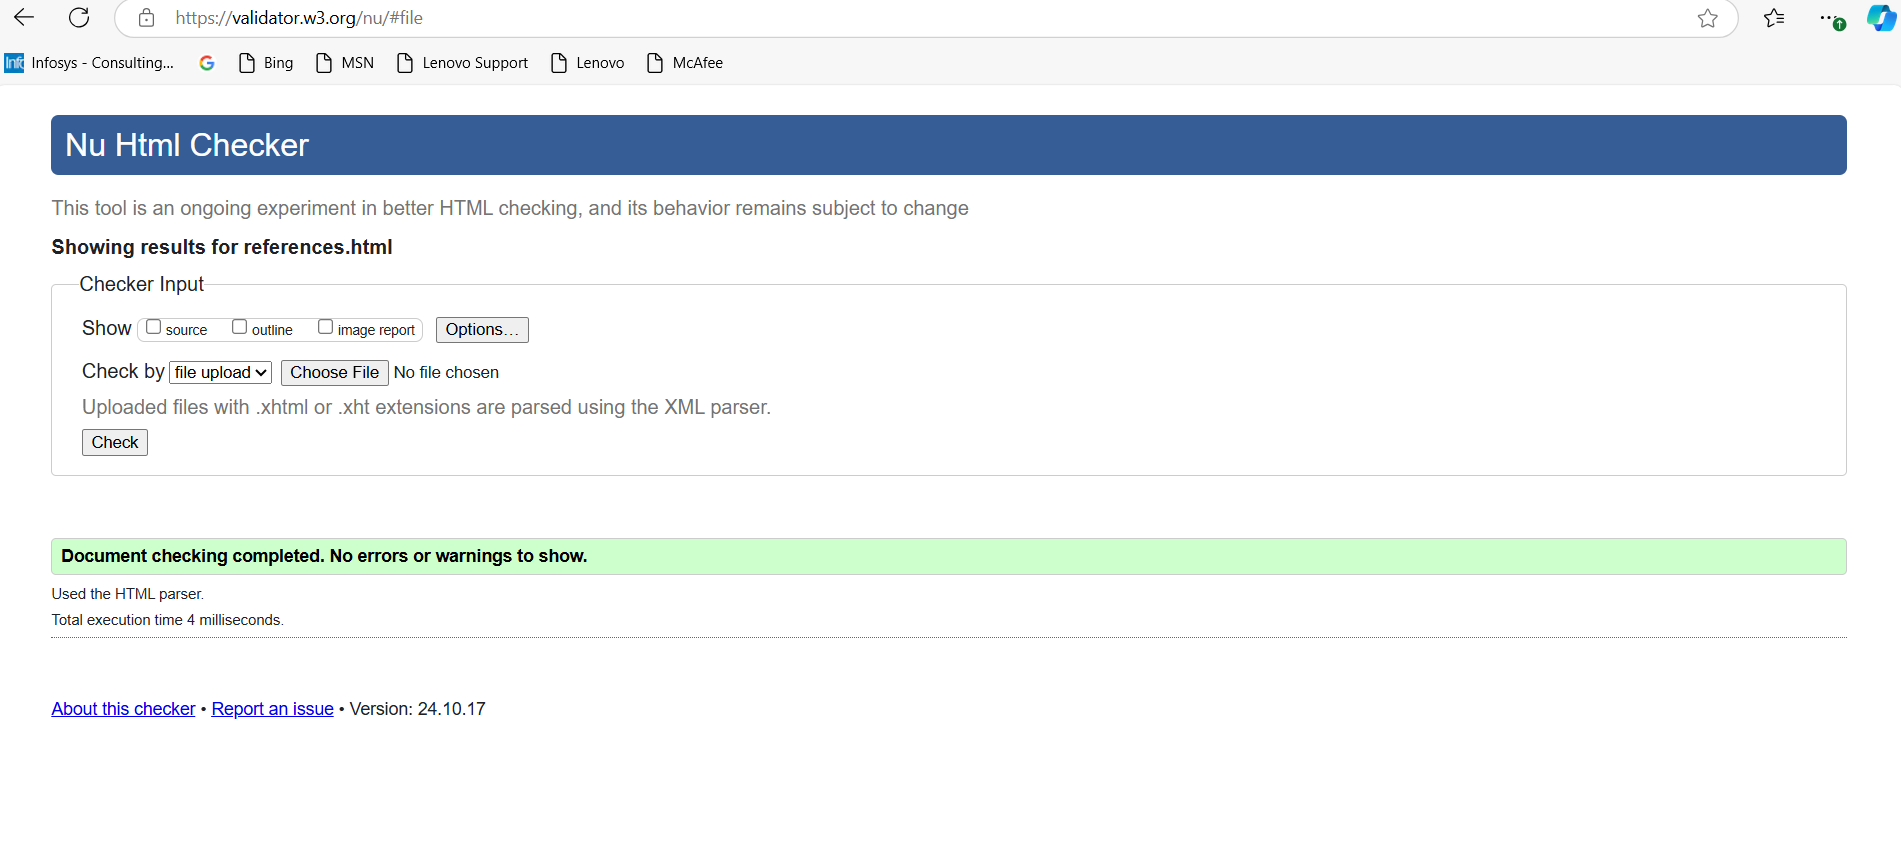 https://validator.w3.org/nu/#file
Infosys - Consulting... Bing MSN Lenovo Support Lenovo McAfee
Nu Html Checker
This tool is an ongoing experiment in better HTML checking, and its behavior remains subject to change
Showing results for references.html
Checker Input
Show source outline image report Options...
Check by file upload Choose File No file chosen
Uploaded files with .xhtml or .xht extensions are parsed using the XML parser.
Check
Document checking completed. No errors or warnings to show.
Used the HTML parser.
Total execution time 4 milliseconds.
About this checker • Report an issue • Version: 24.10.17